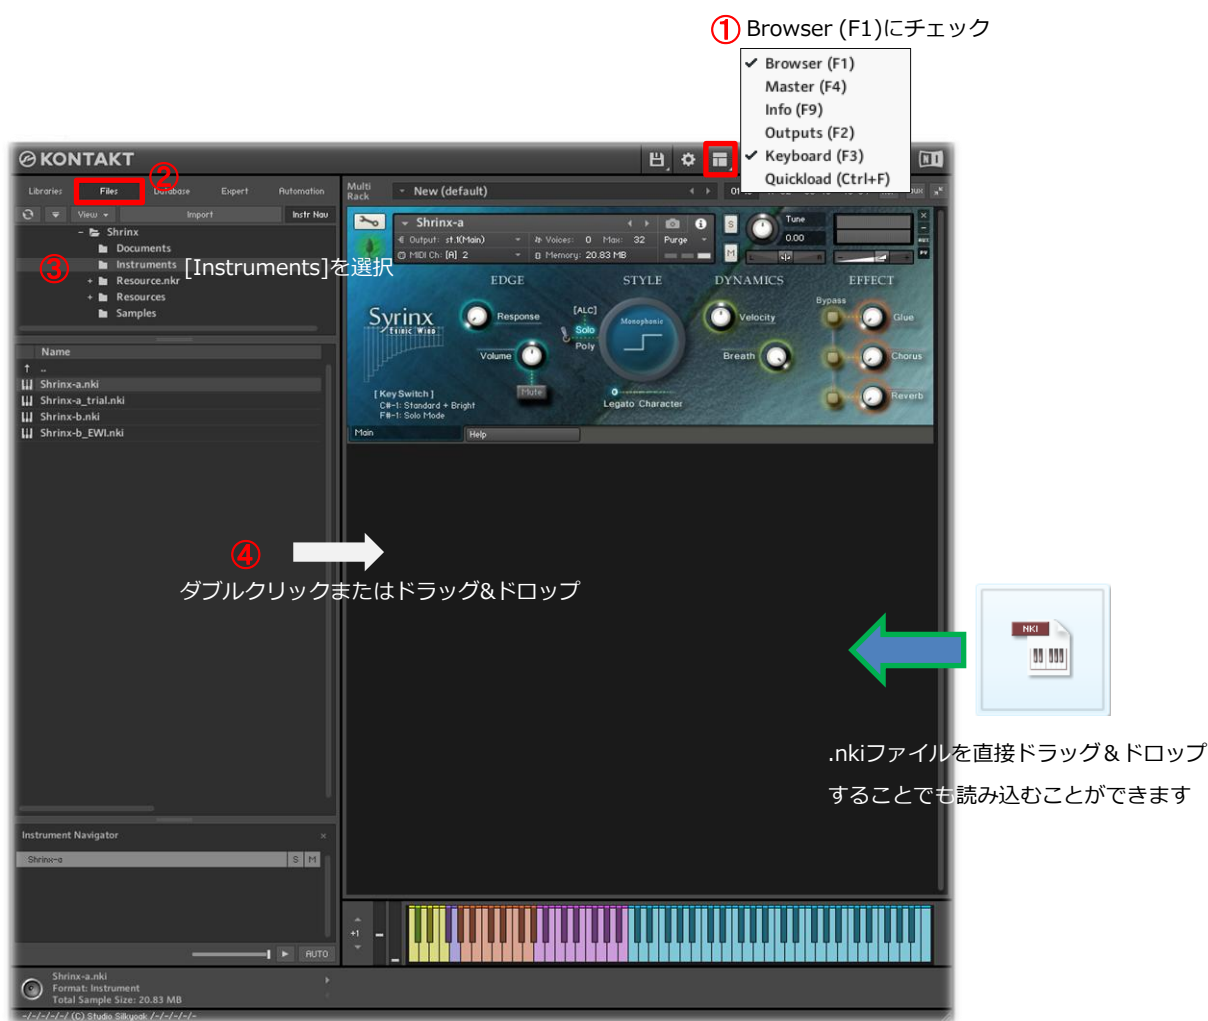 ① Browser (F1)にチェック
Browser (F1)
Master (F4)
Info (F9)
Outputs (F2)
Keyboard (F3)
Quickload (Ctrl+F)
KONTAKT
②
Libraries Files Database Expert Automation
View Import Instr Nav
Shrinx
Documents
③ Instruments [Instruments]を選択
Resource.nkr
Resources
Samples
Name
..
Shrinx-a.nki
Shrinx-a_trial.nki
Shrinx-b.nki
Shrinx-b_EWI.nki
Multi Rack
New (default)
Shrinx-a
Output: st.1(Main) Voices: 0 Max: 32 Purge
MIDI Ch: [A] 2 Memory: 20.83 MB
S
M
Tune
0.00
L R
EDGE STYLE DYNAMICS EFFECT
Syrinx
Ethnic Wind
Response
Volume
Mute
[ALC]
Solo
Poly
Monophonic
Legato Character
Velocity
Breath
Bypass
Glue
Chorus
Reverb
[ Key Switch ]
C#-1: Standard + Bright
F#-1: Solo Mode
Main Help
④
ダブルクリックまたはドラッグ&ドロップ
NKI
.nkiファイルを直接ドラッグ＆ドロップ
することでも読み込むことができます
Instrument Navigator
Shrinx-a S M
AUTO
+1
Shrinx-a.nki
Format: Instrument
Total Sample Size: 20.83 MB
-/-/-/-/-/ (C) Studio Silkyoak /-/-/-/-/-